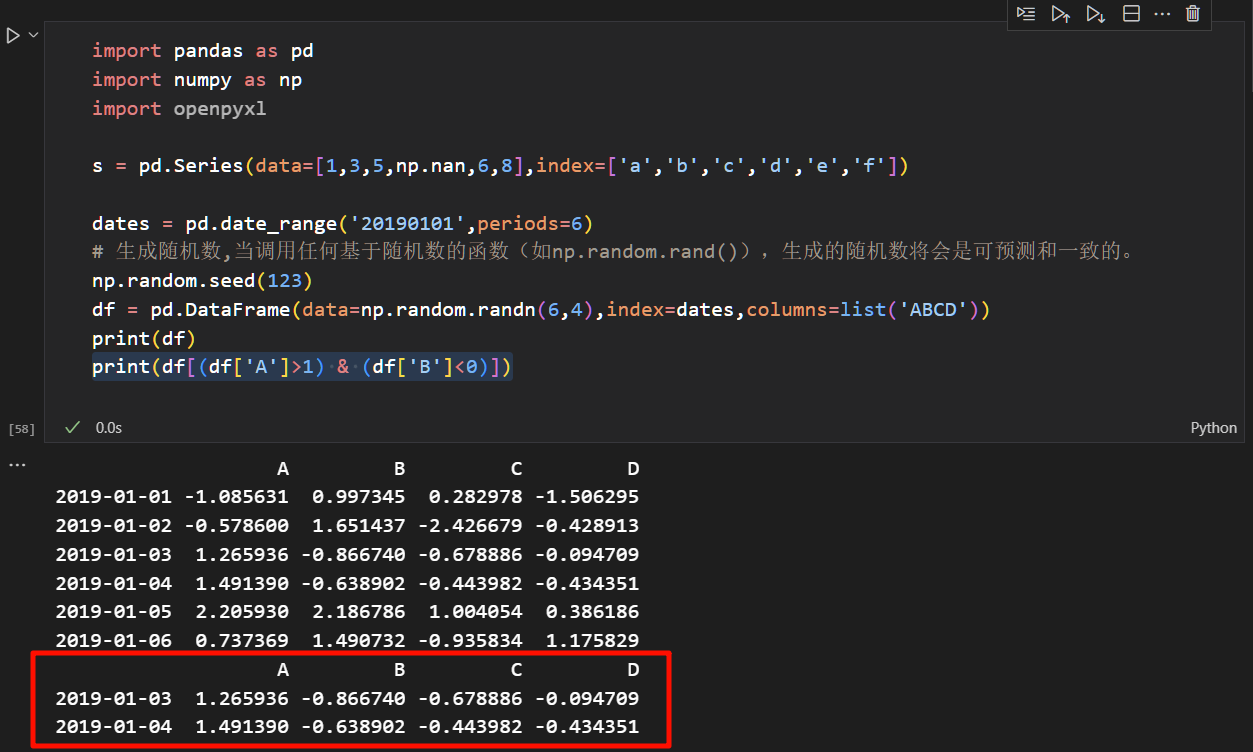 import pandas as pd
import numpy as np
import openpyxl
s = pd.Series(data=[1,3,5,np.nan,6,8],index=['a','b','c','d','e','f'])
dates = pd.date_range('20190101',periods=6)
# 生成随机数,当调用任何基于随机数的函数（如np.random.rand()），生成的随机数将会是可预测和一致的。
np.random.seed(123)
df = pd.DataFrame(data=np.random.randn(6,4),index=dates,columns=list('ABCD'))
print(df)
print(df[(df['A']>1) & (df['B']<0)])
[58] 0.0s Python
A B C D
2019-01-01 -1.085631 0.997345 0.282978 -1.506295
2019-01-02 -0.578600 1.651437 -2.426679 -0.428913
2019-01-03 1.265936 -0.866740 -0.678886 -0.094709
2019-01-04 1.491390 -0.638902 -0.443982 -0.434351
2019-01-05 2.205930 2.186786 1.004054 0.386186
2019-01-06 0.737369 1.490732 -0.935834 1.175829
A B C D
2019-01-03 1.265936 -0.866740 -0.678886 -0.094709
2019-01-04 1.491390 -0.638902 -0.443982 -0.434351